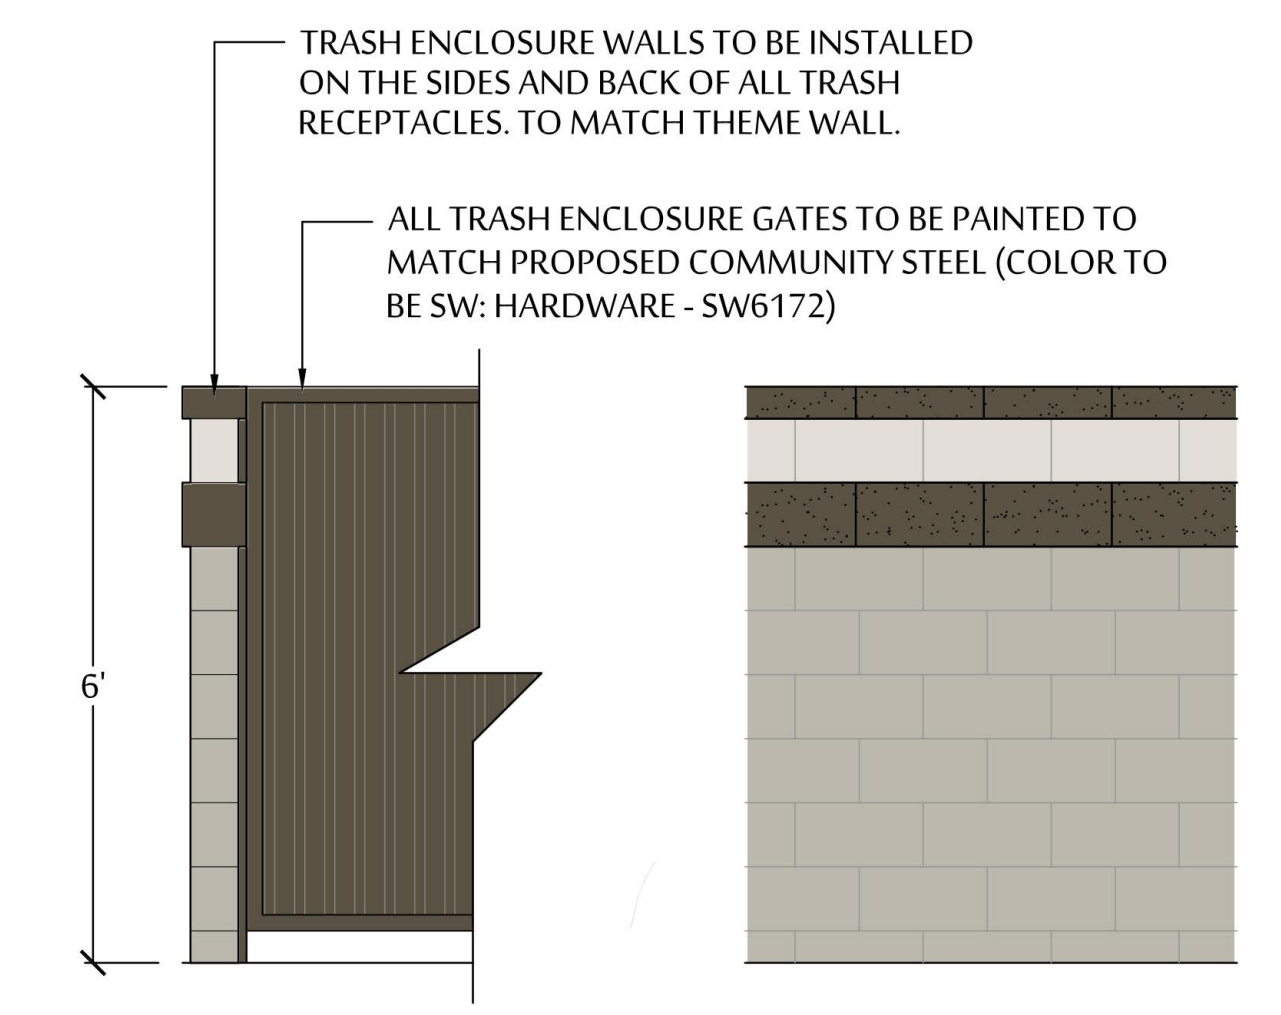 TRASH ENCLOSURE WALLS TO BE INSTALLED
ON THE SIDES AND BACK OF ALL TRASH
RECEPTACLES. TO MATCH THEME WALL.
ALL TRASH ENCLOSURE GATES TO BE PAINTED TO
MATCH PROPOSED COMMUNITY STEEL (COLOR TO
BE SW: HARDWARE - SW6172)
6'